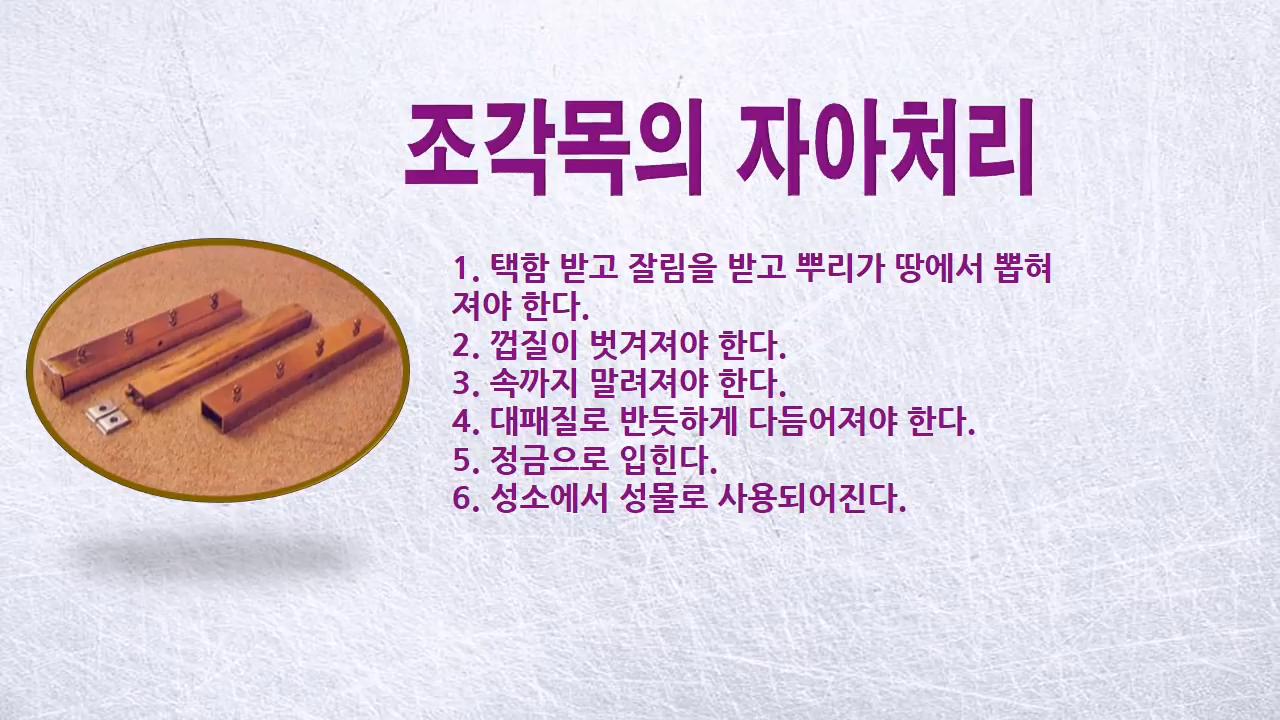 조각목의 자아처리
1. 택함 받고 잘림을 받고 뿌리가 땅에서 뽑혀
져야 한다.
2. 껍질이 벗겨져야 한다.
3. 속까지 말려져야 한다.
4. 대패질로 반듯하게 다듬어져야 한다.
5. 정금으로 입힌다.
6. 성소에서 성물로 사용되어진다.